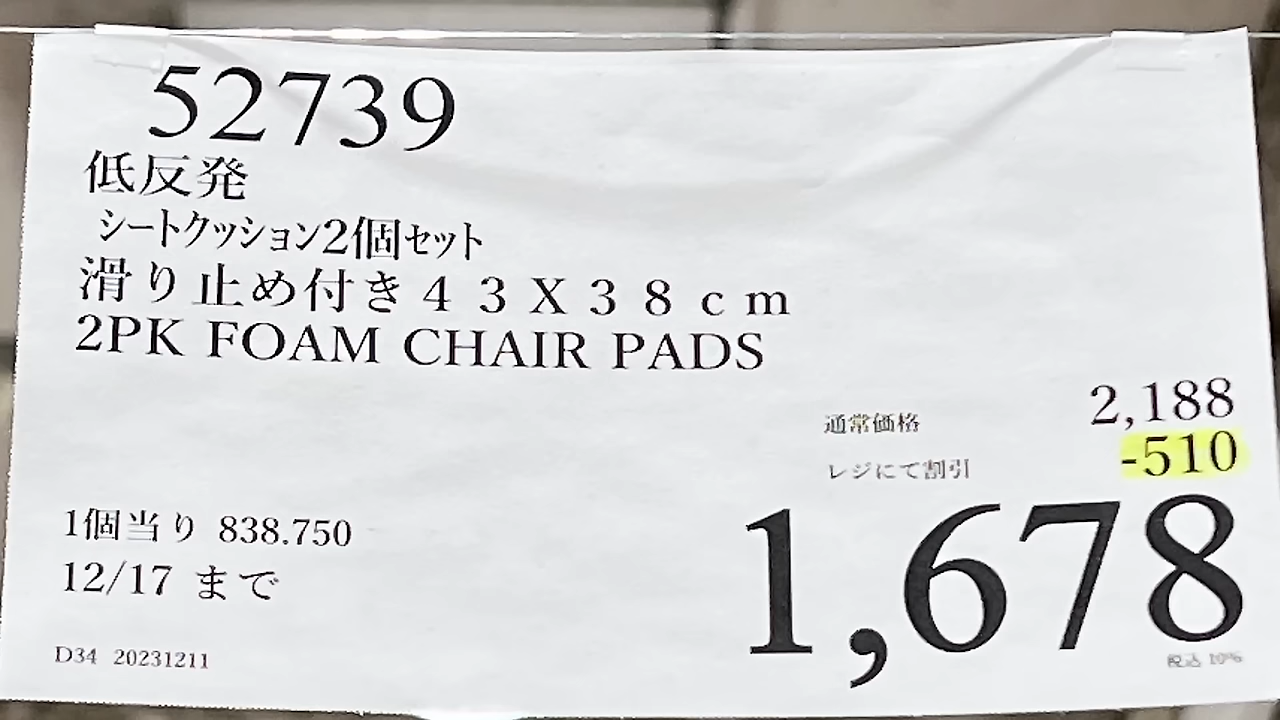 52739
低反発
シートクッション2個セット
滑り止め付き43X38cm
2PK FOAM CHAIR PADS
通常価格 2,188
レジにて割引 -510
1,678
税込 10%
1個当り 838.750
12/17 まで
D34 20231211